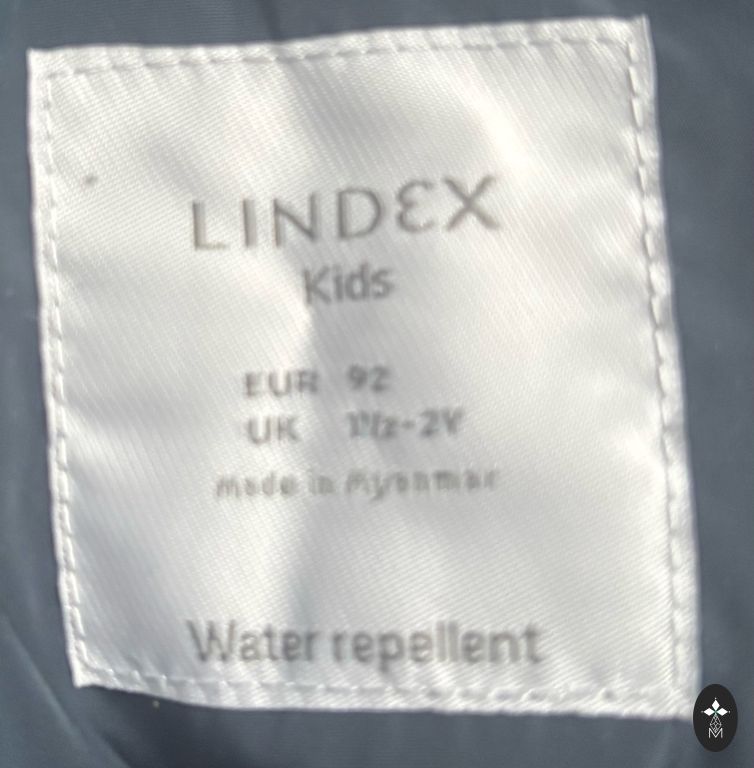 LINDEX
Kids
EUR 92
UK 1½-2Y
made in Myanmar
Water repellent
M